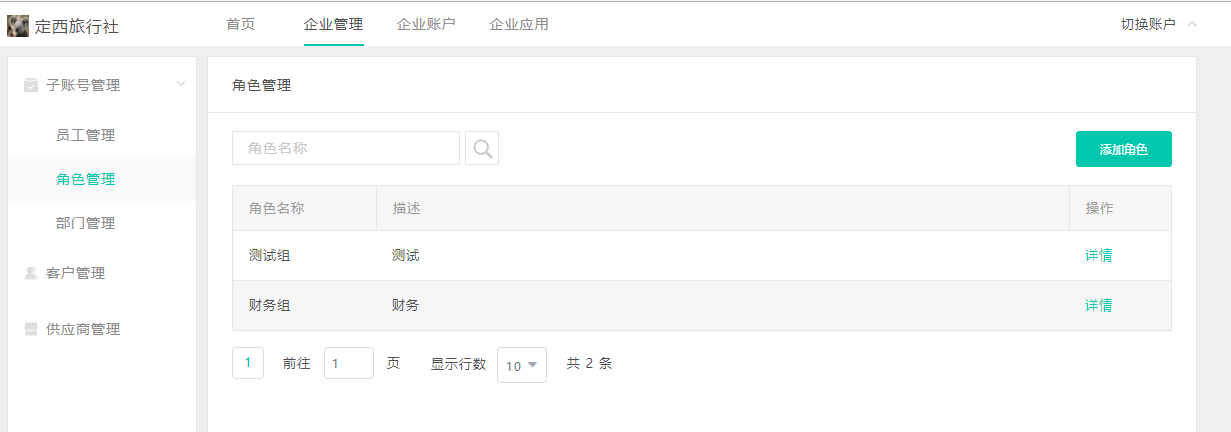 定西旅行社 首页 企业管理 企业账户 企业应用 切换账户
子账号管理
员工管理
角色管理
部门管理
客户管理
供应商管理
角色管理
角色名称 添加角色
角色名称 描述 操作
测试组 测试 详情
财务组 财务 详情
1 前往 1 页 显示行数 10 共 2 条